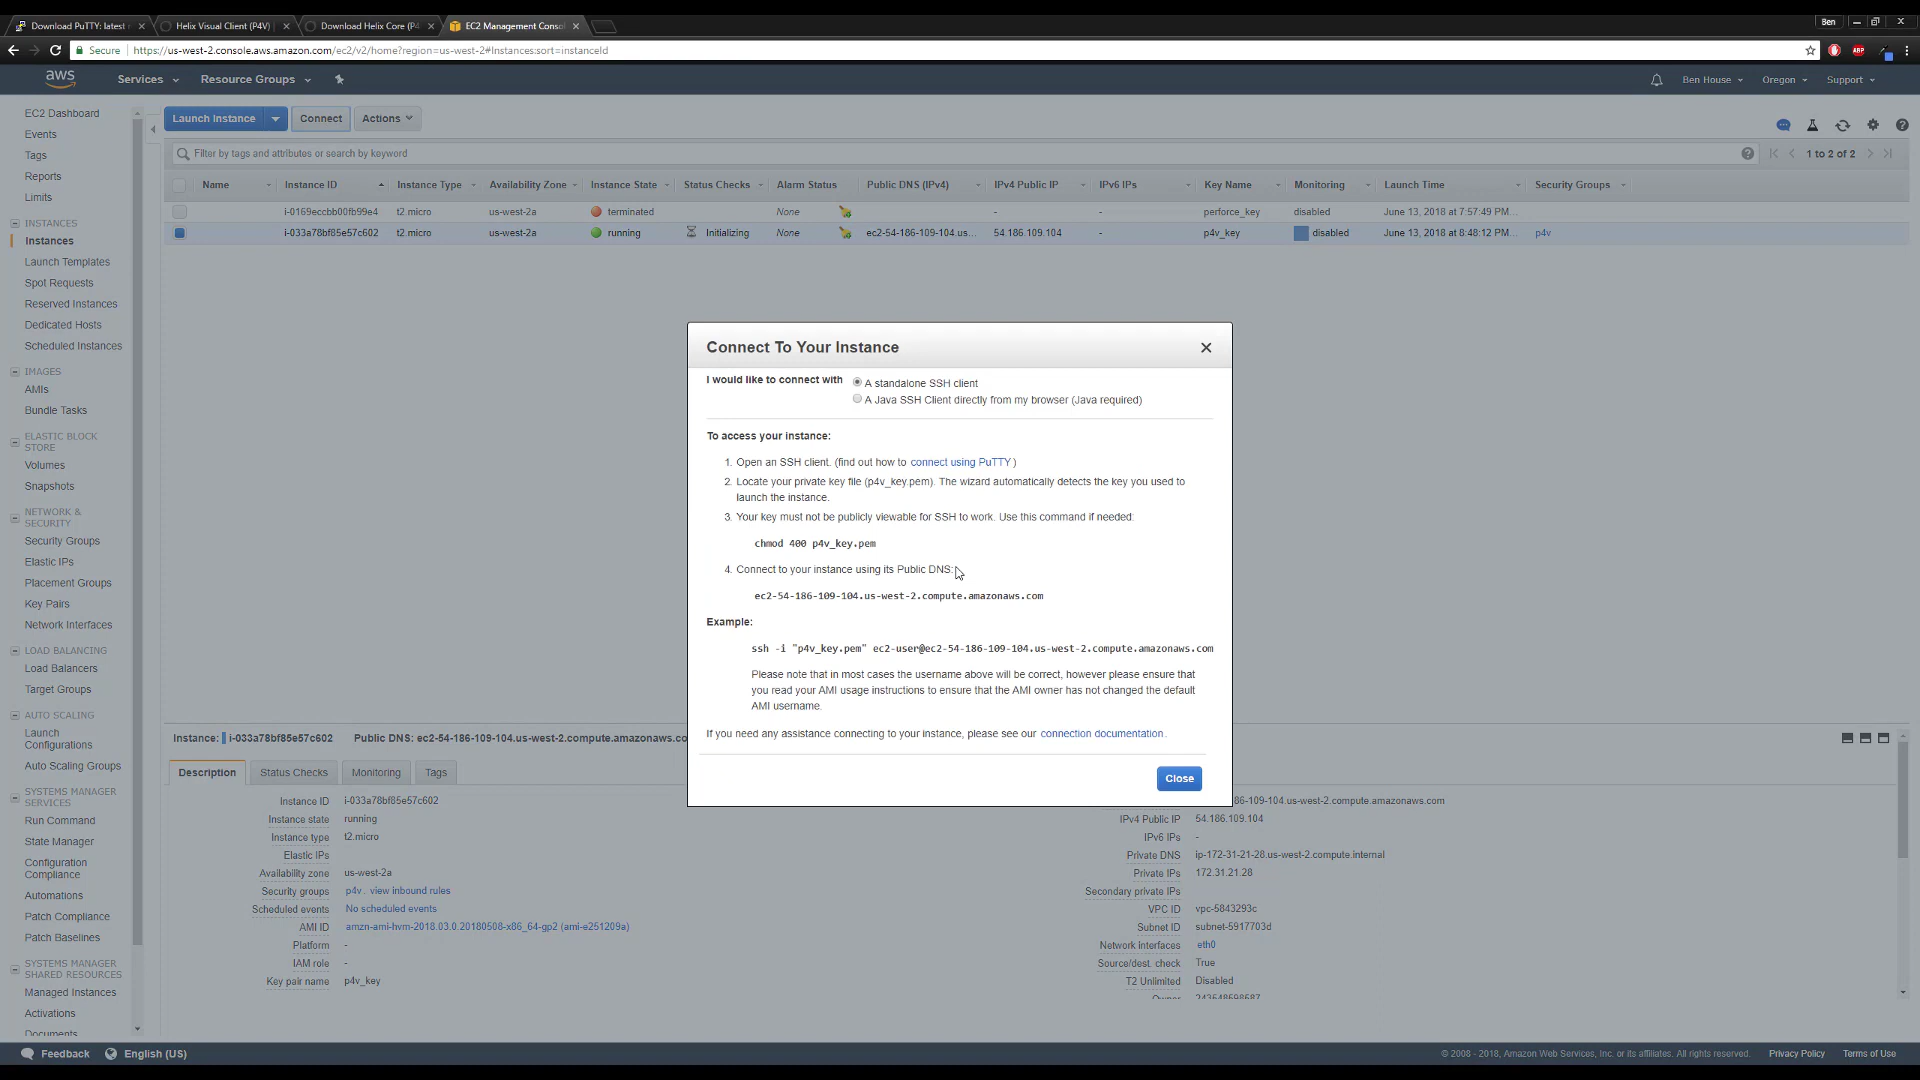 Download PuTTY: latest r
Helix Visual Client (P4V) |
Download Helix Core (P4
EC2 Management Consol
Ben
Secure
https://us-west-2.console.aws.amazon.com/ec2/v2/home?region=us-west-2#Instances:sort=instanceId
ABP
aws
Services
Resource Groups
Ben House
Oregon
Support
EC2 Dashboard
Events
Tags
Reports
Limits
INSTANCES
Instances
Launch Templates
Spot Requests
Reserved Instances
Dedicated Hosts
Scheduled Instances
IMAGES
AMIs
Bundle Tasks
ELASTIC BLOCK
STORE
Volumes
Snapshots
NETWORK &
SECURITY
Security Groups
Elastic IPs
Placement Groups
Key Pairs
Network Interfaces
LOAD BALANCING
Load Balancers
Target Groups
AUTO SCALING
Launch
Configurations
Auto Scaling Groups
SYSTEMS MANAGER
SERVICES
Run Command
State Manager
Configuration
Compliance
Automations
Patch Compliance
Patch Baselines
SYSTEMS MANAGER
SHARED RESOURCES
Managed Instances
Activations
Documents
Launch Instance
Connect
Actions
Filter by tags and attributes or search by keyword
1 to 2 of 2
Name Instance ID Instance Type Availability Zone Instance State Status Checks Alarm Status Public DNS (IPv4) IPv4 Public IP IPv6 IPs Key Name Monitoring Launch Time Security Groups
i-0169eccbb00fb99e4 t2.micro us-west-2a terminated None - - perforce_key disabled June 13, 2018 at 7:57:49 PM...
i-033a78bf85e57c602 t2.micro us-west-2a running Initializing None ec2-54-186-109-104.us... 54.186.109.104 - p4v_key disabled June 13, 2018 at 8:48:12 PM... p4v
Connect To Your Instance
I would like to connect with
A standalone SSH client
A Java SSH Client directly from my browser (Java required)
To access your instance:
1. Open an SSH client. (find out how to connect using PuTTY )
2. Locate your private key file (p4v_key.pem). The wizard automatically detects the key you used to
launch the instance.
3. Your key must not be publicly viewable for SSH to work. Use this command if needed:
chmod 400 p4v_key.pem
4. Connect to your instance using its Public DNS:
ec2-54-186-109-104.us-west-2.compute.amazonaws.com
Example:
ssh -i "p4v_key.pem" ec2-user@ec2-54-186-109-104.us-west-2.compute.amazonaws.com
Please note that in most cases the username above will be correct, however please ensure that
you read your AMI usage instructions to ensure that the AMI owner has not changed the default
AMI username.
If you need any assistance connecting to your instance, please see our connection documentation.
Close
Instance: i-033a78bf85e57c602 Public DNS: ec2-54-186-109-104.us-west-2.compute.amazonaws.co
Description
Status Checks
Monitoring
Tags
Instance ID i-033a78bf85e57c602
Instance state running
Instance type t2.micro
Elastic IPs
Availability zone us-west-2a
Security groups p4v . view inbound rules
Scheduled events No scheduled events
AMI ID amzn-ami-hvm-2018.03.0.20180508-x86_64-gp2 (ami-e251209a)
Platform -
IAM role -
Key pair name p4v_key
86-109-104.us-west-2.compute.amazonaws.com
IPv4 Public IP 54.186.109.104
IPv6 IPs -
Private DNS ip-172-31-21-28.us-west-2.compute.internal
Private IPs 172.31.21.28
Secondary private IPs
VPC ID vpc-5843293c
Subnet ID subnet-5917703d
Network interfaces eth0
Source/dest. check True
T2 Unlimited Disabled
Owner
Feedback
English (US)
© 2008 - 2018, Amazon Web Services, Inc. or its affiliates. All rights reserved.
Privacy Policy
Terms of Use